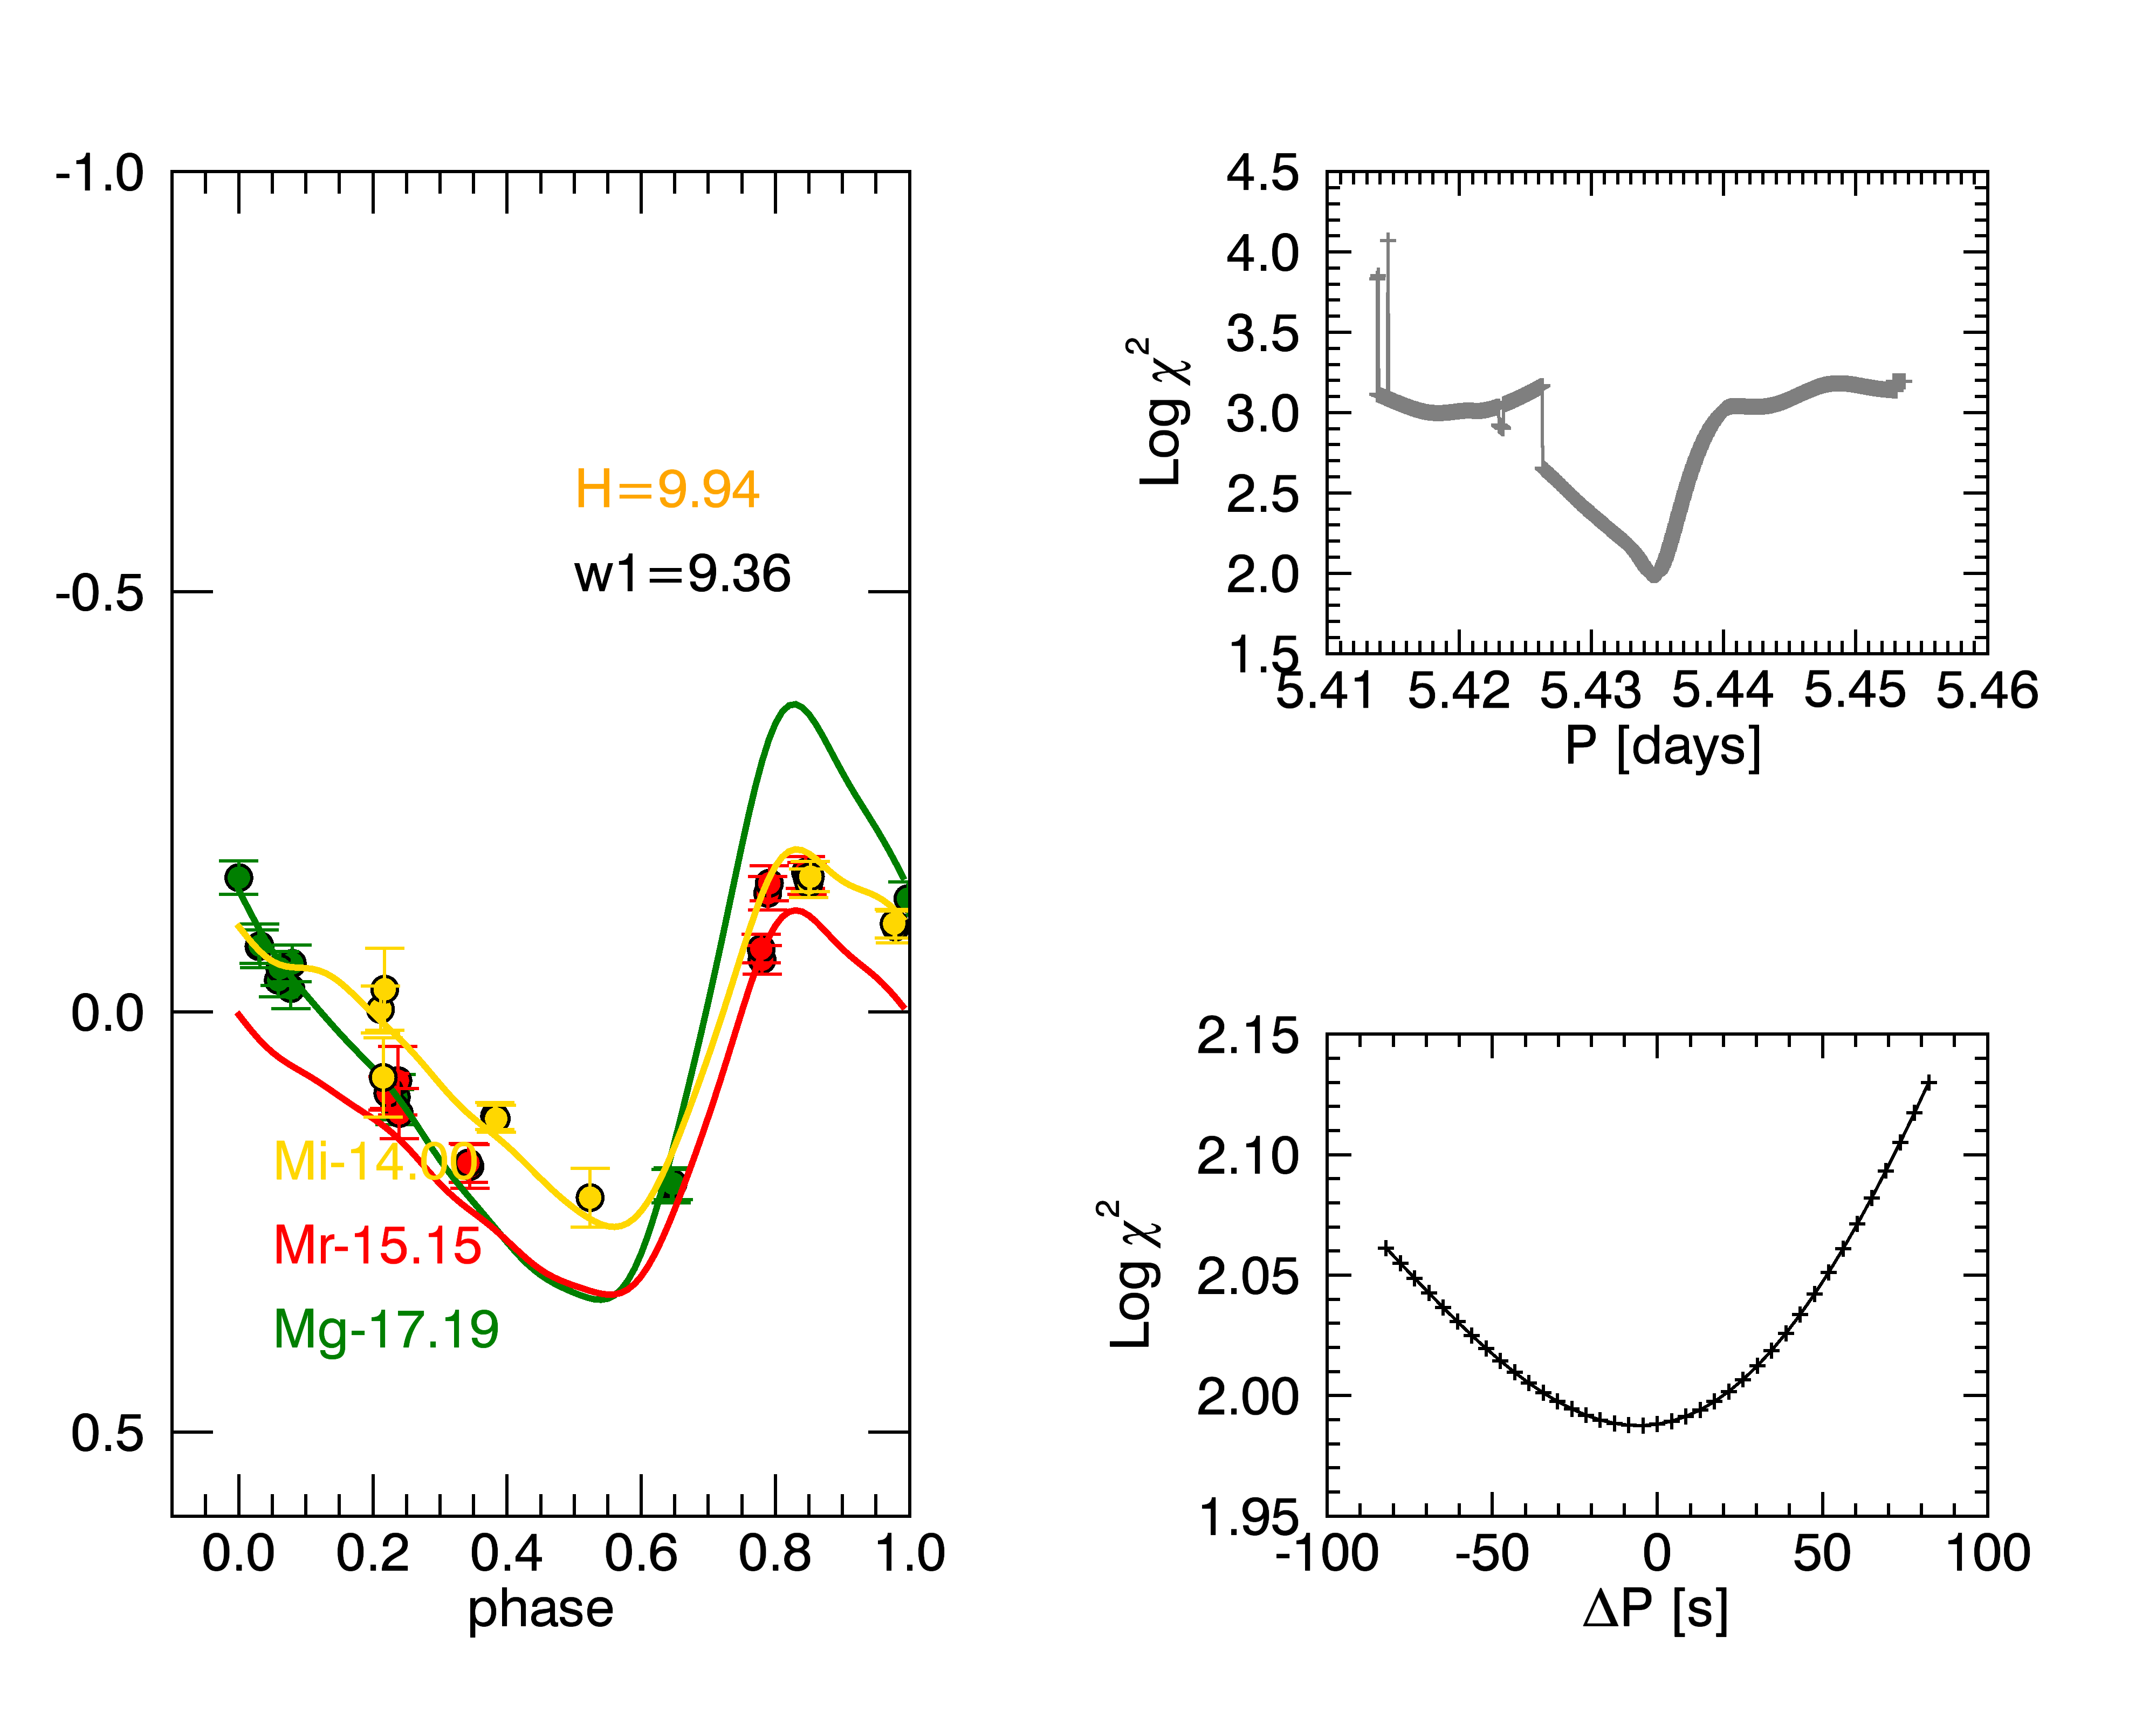 -1.0
-0.5
0.0
0.5
H=9.94
w1=9.36
Mi-14.00
Mr-15.15
Mg-17.19
0.0 0.2 0.4 0.6 0.8 1.0
phase
4.5
4.0
3.5
3.0
2.5
2.0
1.5
Log χ²
5.41 5.42 5.43 5.44 5.45 5.46
P [days]
2.15
2.10
2.05
2.00
1.95
Log χ²
-100 -50 0 50 100
ΔP [s]